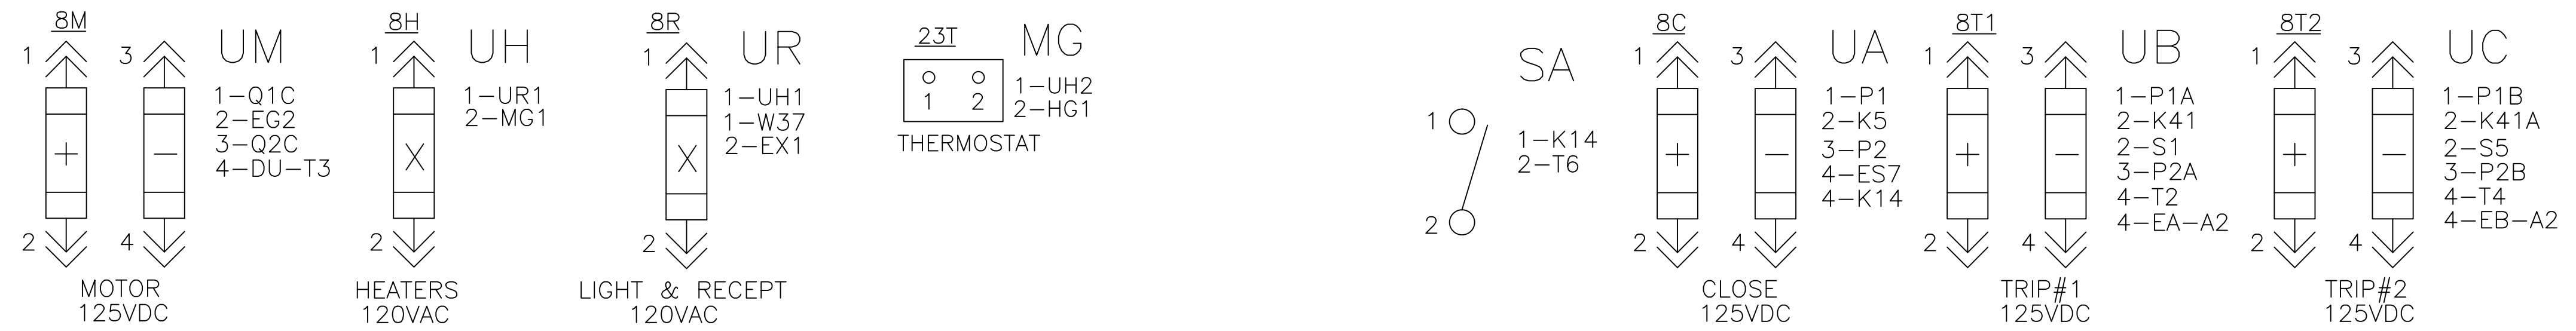 8M
1
3
UM
1-Q1C
2-EG2
3-Q2C
4-DU-T3
+
−
2
4
MOTOR
125VDC
8H
1
UH
1-UR1
2-MG1
X
2
HEATERS
120VAC
8R
1
UR
1-UH1
1-W37
2-EX1
X
2
LIGHT & RECEPT
120VAC
23T
MG
1 2
1-UH2
2-HG1
THERMOSTAT
SA
1
1-K14
2-T6
2
8C
1
3
UA
1-P1
2-K5
3-P2
4-ES7
4-K14
+
−
2
4
CLOSE
125VDC
8T1
1
3
UB
1-P1A
2-K41
2-S1
3-P2A
4-T2
4-EA-A2
+
−
2
4
TRIP#1
125VDC
8T2
1
3
UC
1-P1B
2-K41A
2-S5
3-P2B
4-T4
4-EB-A2
+
−
2
4
TRIP#2
125VDC